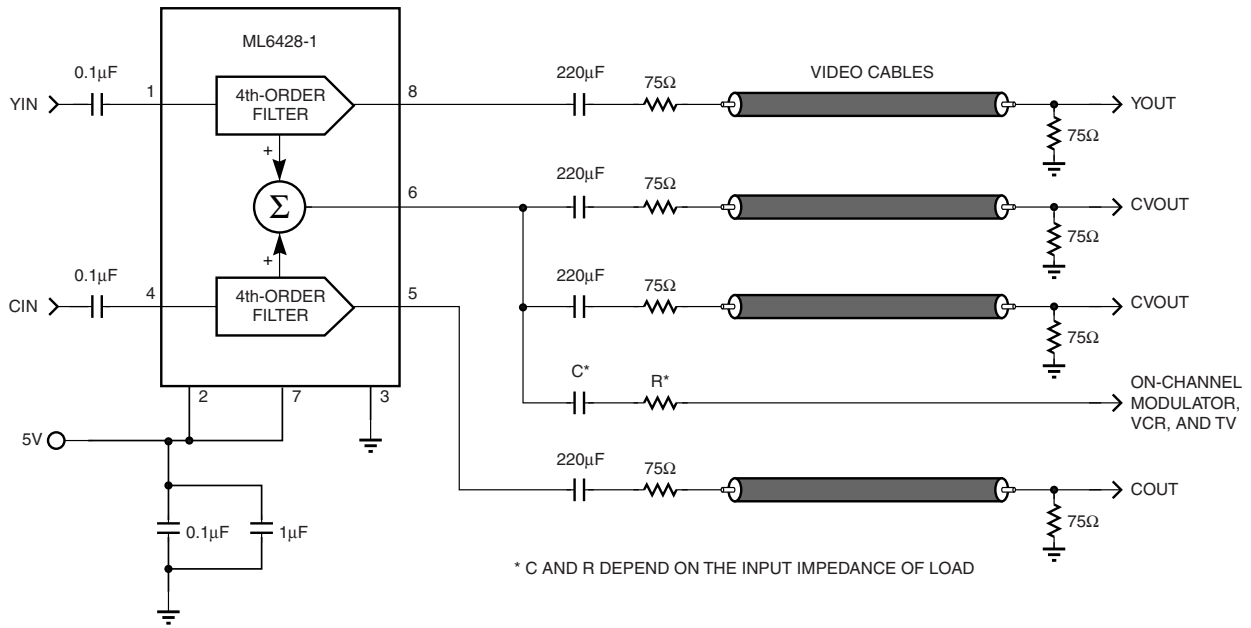 ML6428-1
0.1µF
220µF
75Ω
VIDEO CABLES
YIN
1
4th-ORDER
FILTER
8
YOUT
75Ω
+
220µF
75Ω
6
Σ
CVOUT
75Ω
+
0.1µF
220µF
75Ω
CIN
4
4th-ORDER
FILTER
5
CVOUT
75Ω
C*
R*
ON-CHANNEL
MODULATOR,
VCR, AND TV
2
7
3
5V
220µF
75Ω
COUT
75Ω
0.1µF
1µF
* C AND R DEPEND ON THE INPUT IMPEDANCE OF LOAD